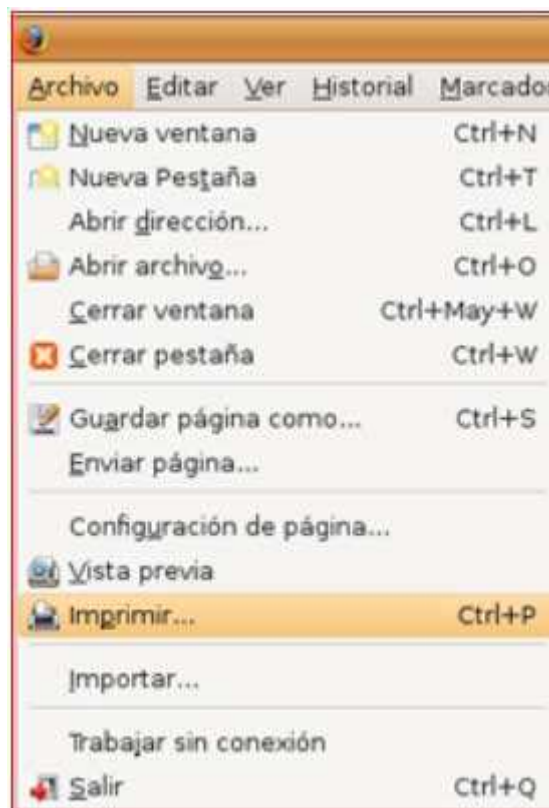 Archivo Editar Ver Historial Marcador
Nueva ventana Ctrl+N
Nueva Pestaña Ctrl+T
Abrir dirección... Ctrl+L
Abrir archivo... Ctrl+O
Cerrar ventana Ctrl+May+W
Cerrar pestaña Ctrl+W
Guardar página como... Ctrl+S
Enviar página...
Configuración de página...
Vista previa
Imprimir... Ctrl+P
Importar...
Trabajar sin conexión
Salir Ctrl+Q